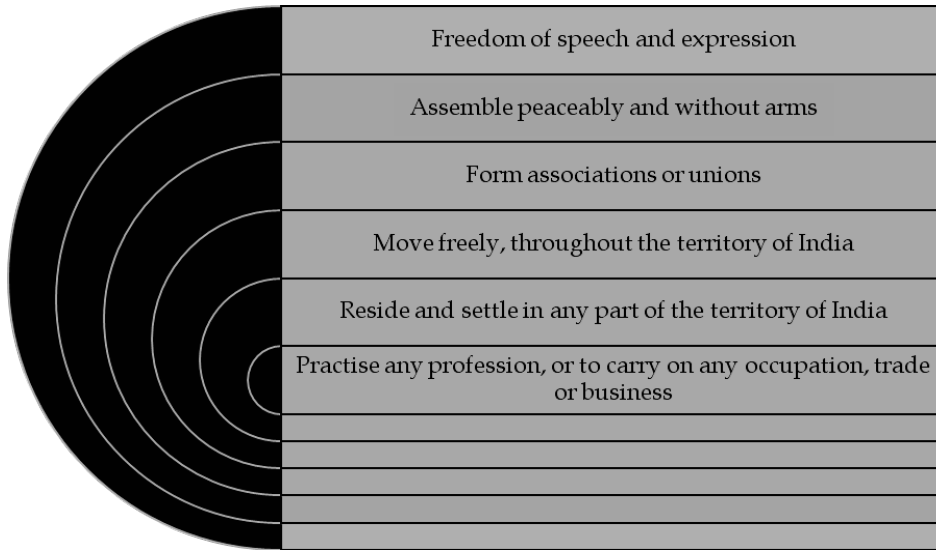 Freedom of speech and expression
Assemble peaceably and without arms
Form associations or unions
Move freely, throughout the territory of India
Reside and settle in any part of the territory of India
Practise any profession, or to carry on any occupation, trade
or business